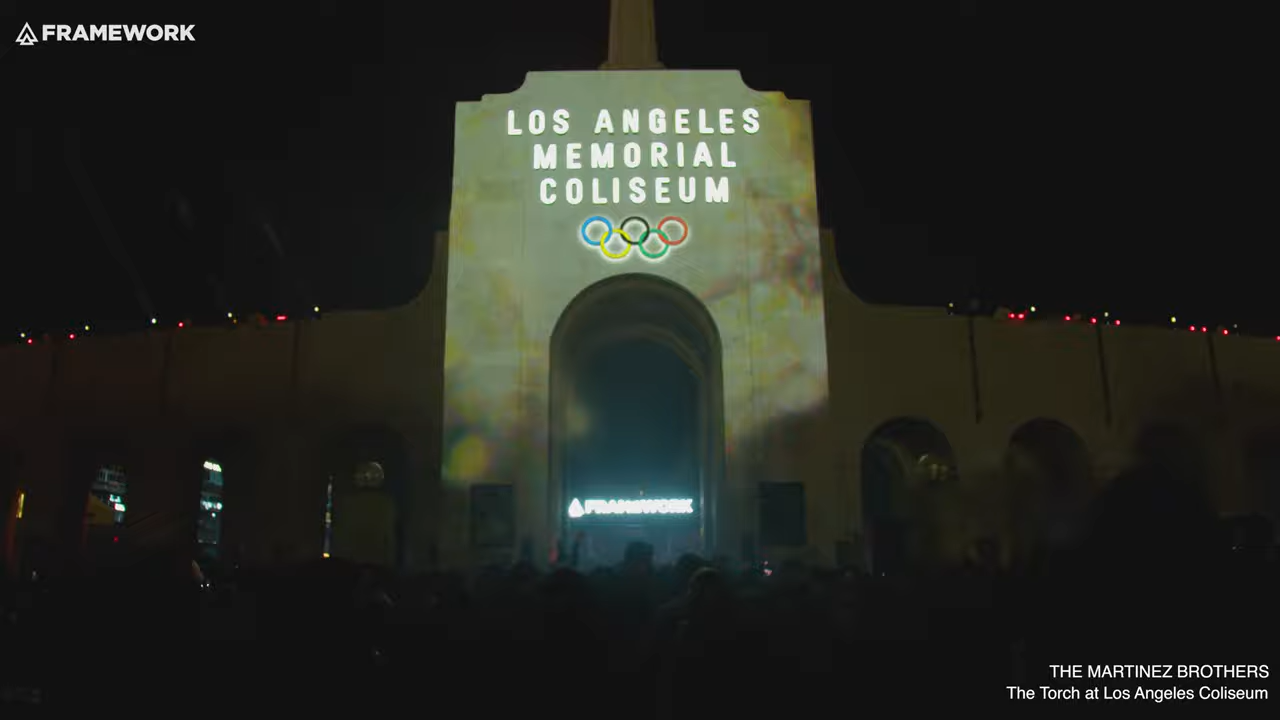 FRAMEWORK
LOS ANGELES
MEMORIAL
COLISEUM
FRAMEWORK
THE MARTINEZ BROTHERS
The Torch at Los Angeles Coliseum